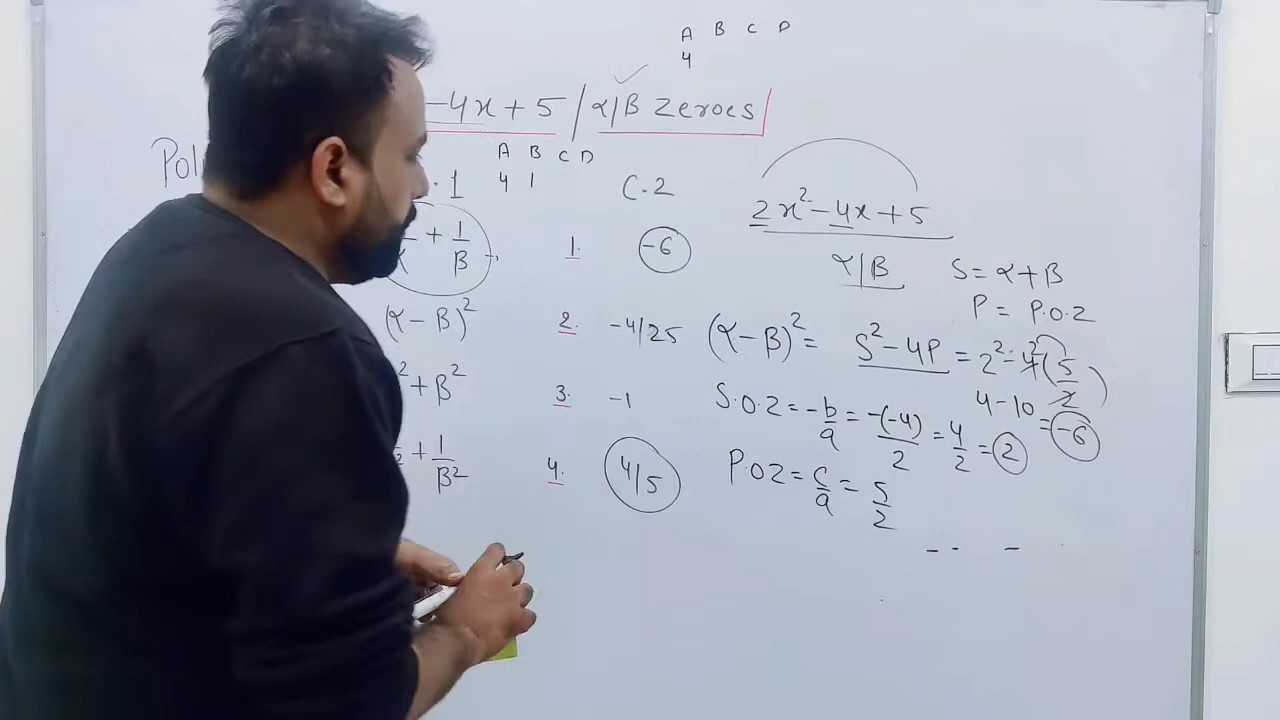 A B C D
4
-4x + 5 / α/β zeroes
Pol
A B C D
. 1 4 1 C.2
+ 1/β 1. -6
(α - β)² 2. -4/25
² + β² 3. -1
+ 1/β² 4. 4/5
2x² - 4x + 5
α/β
S = α + β
P = P.O.Z
(α - β)² = S² - 4P = 2² - 4²(5/2)
4 - 10 = -6
S.O.Z = -b/a = -(-4)/2 = 4/2 = 2
P.OZ = c/a = 5/2